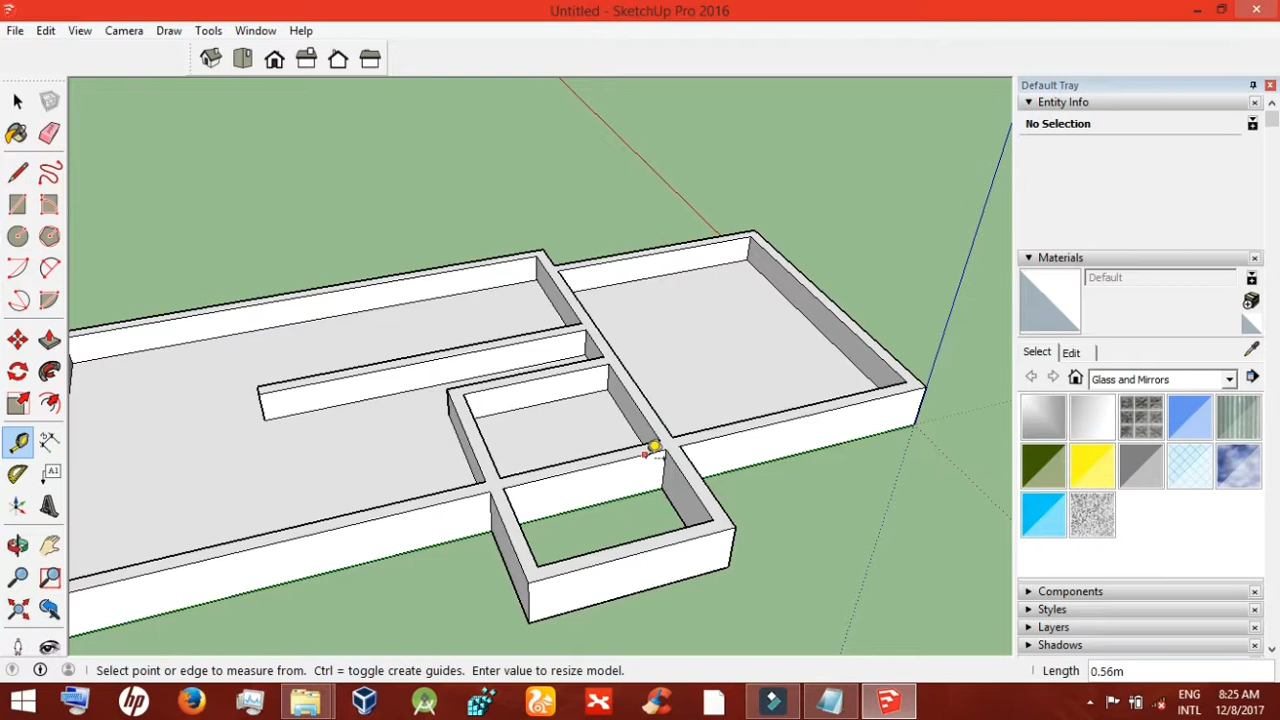 Untitled - SketchUp Pro 2016
File Edit View Camera Draw Tools Window Help
Default Tray
Entity Info
No Selection
Materials
Default
Select Edit
Glass and Mirrors
A1
Components
Styles
Layers
Shadows
Select point or edge to measure from. Ctrl = toggle create guides. Enter value to resize model.
Length 0.56m
ENG
INTL
8:25 AM
12/8/2017